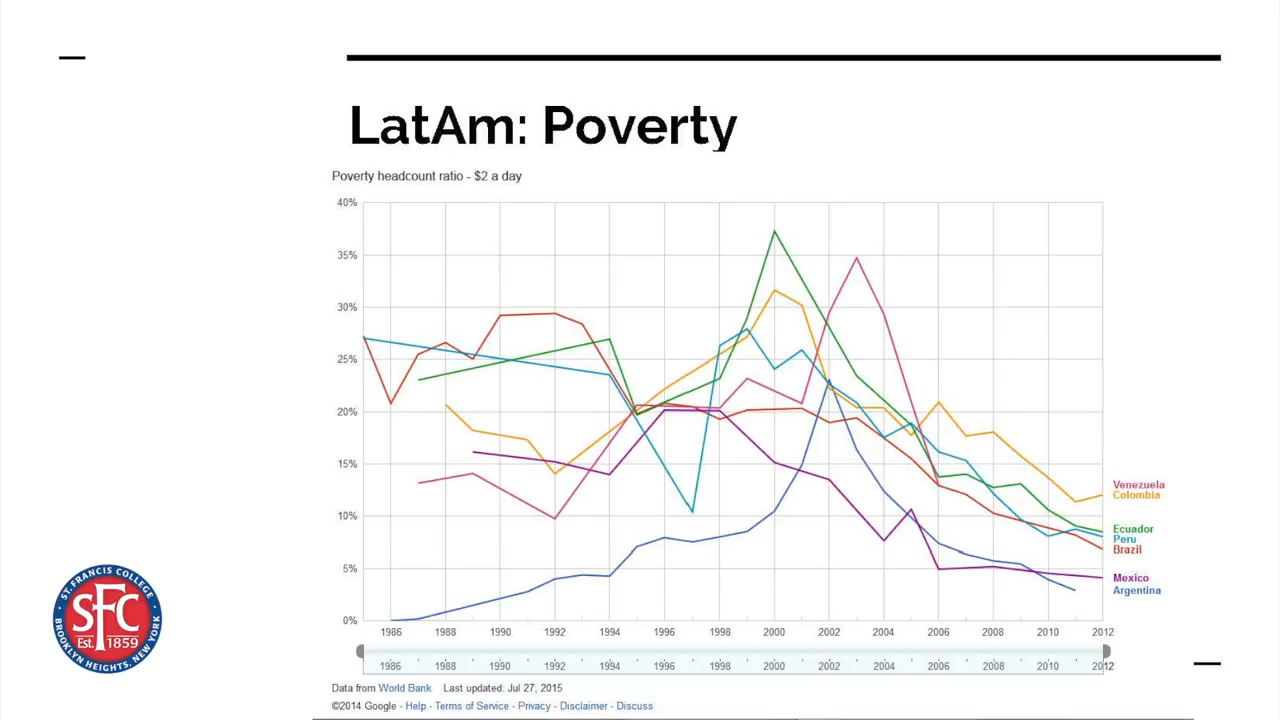 LatAm: Poverty
Poverty headcount ratio - $2 a day
40%
35%
30%
25%
20%
15%
10%
5%
0%
Venezuela
Colombia
Ecuador
Peru
Brazil
Mexico
Argentina
1986 1988 1990 1992 1994 1996 1998 2000 2002 2004 2006 2008 2010 2012
1986 1988 1990 1992 1994 1996 1998 2000 2002 2004 2006 2008 2010 2012
Data from World Bank Last updated: Jul 27, 2015
©2014 Google - Help - Terms of Service - Privacy - Disclaimer - Discuss
ST. FRANCIS COLLEGE
SFC
Est. 1859
BROOKLYN HEIGHTS, NEW YORK